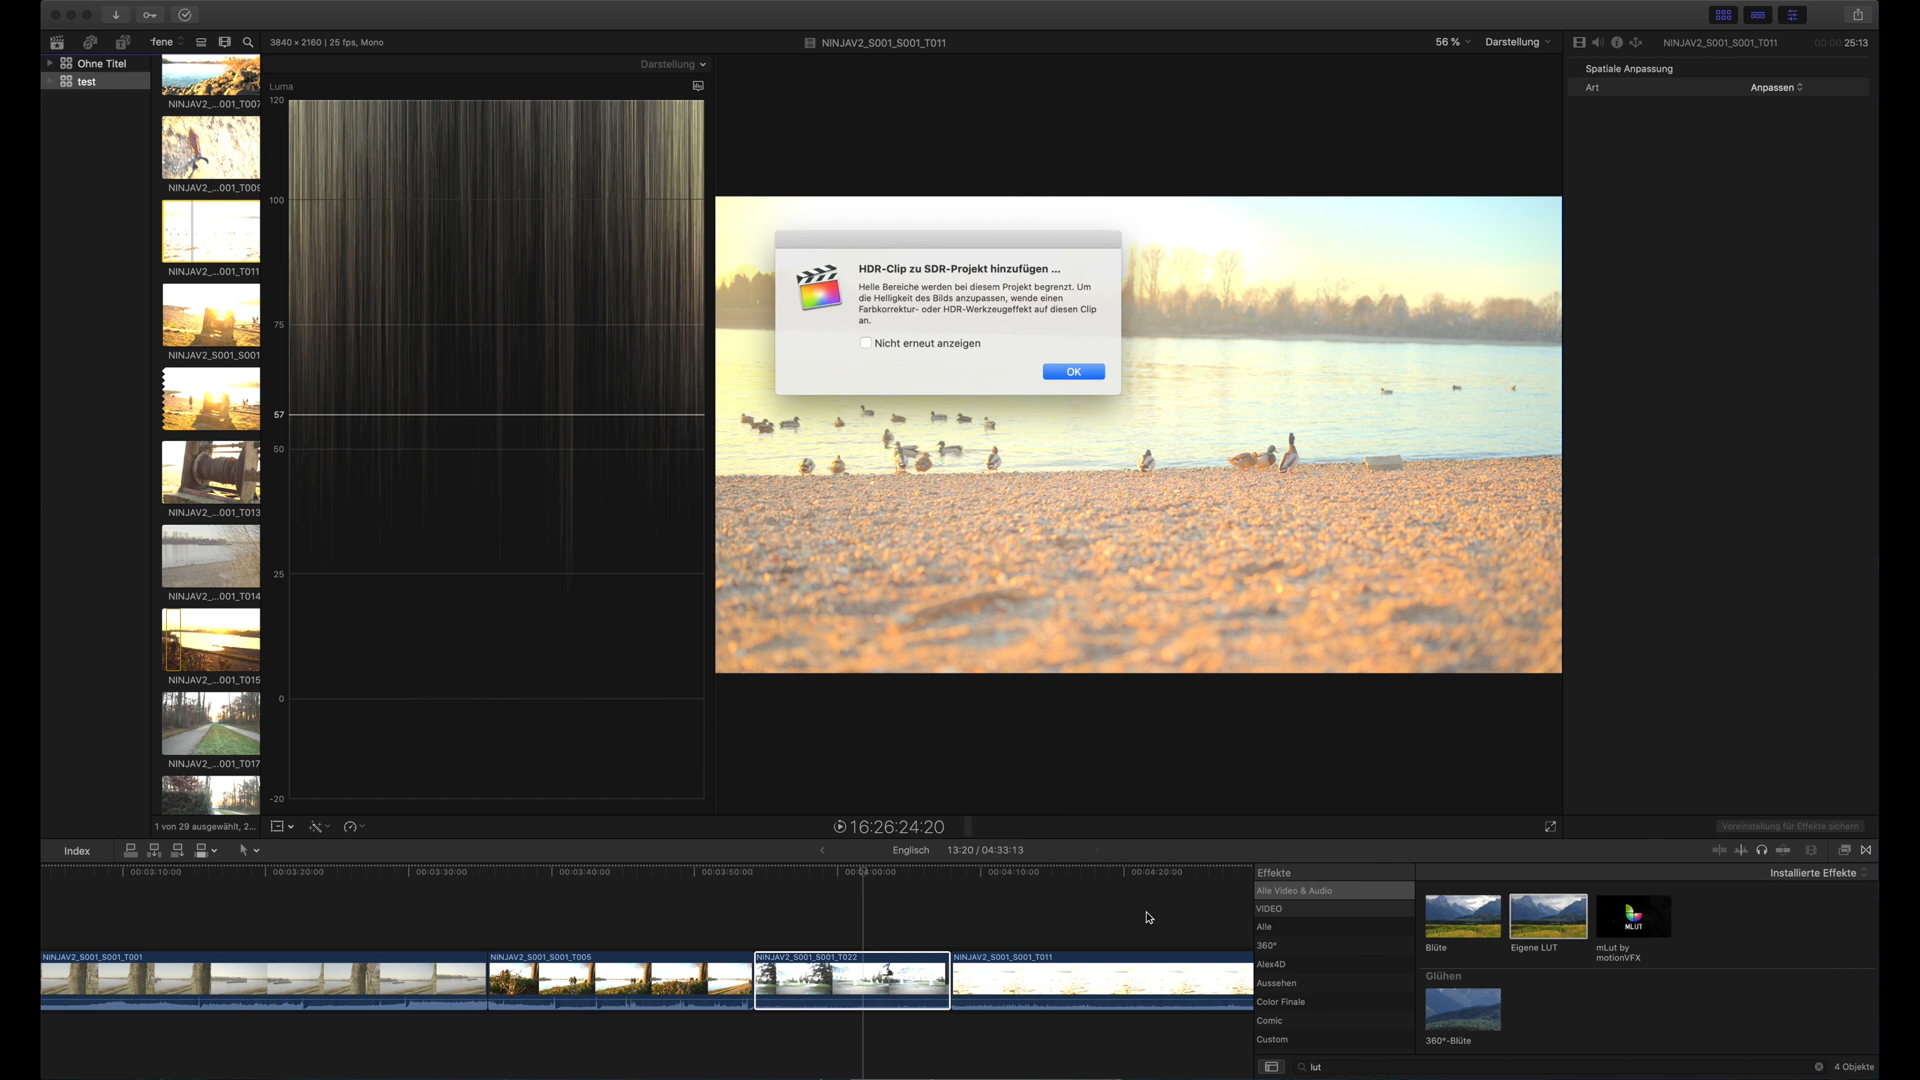 fene
3840 × 2160 | 25 fps, Mono
NINJAV2_S001_S001_T011
56 %
Darstellung
NINJAV2_S001_S001_T011
00:00:25:13
Ohne Titel
test
Darstellung
Spatiale Anpassung
Art
Anpassen
Luma
120
100
75
57
50
25
0
-20
NINJAV2_...001_T007
NINJAV2_...001_T009
NINJAV2_...001_T011
NINJAV2_S001_S001
NINJAV2_...001_T013
NINJAV2_...001_T014
NINJAV2_...001_T015
NINJAV2_...001_T017
HDR-Clip zu SDR-Projekt hinzufügen ...
Helle Bereiche werden bei diesem Projekt begrenzt. Um
die Helligkeit des Bilds anzupassen, wende einen
Farbkorrektur- oder HDR-Werkzeugeffekt auf diesen Clip
an.
Nicht erneut anzeigen
OK
1 von 29 ausgewählt, 2...
16:26:24:20
Voreinstellung für Effekte sichern
Index
Englisch
13:20 / 04:33:13
00:03:10:00
00:03:20:00
00:03:30:00
00:03:40:00
00:03:50:00
00:04:00:00
00:04:10:00
00:04:20:00
NINJAV2_S001_S001_T001
NINJAV2_S001_S001_T005
NINJAV2_S001_S001_T022
NINJAV2_S001_S001_T011
Effekte
Installierte Effekte
Alle Video & Audio
VIDEO
Alle
360°
Alex4D
Aussehen
Color Finale
Comic
Custom
MLUT
Blüte
Eigene LUT
mLut by
motionVFX
Glühen
360°-Blüte
lut
4 Objekte